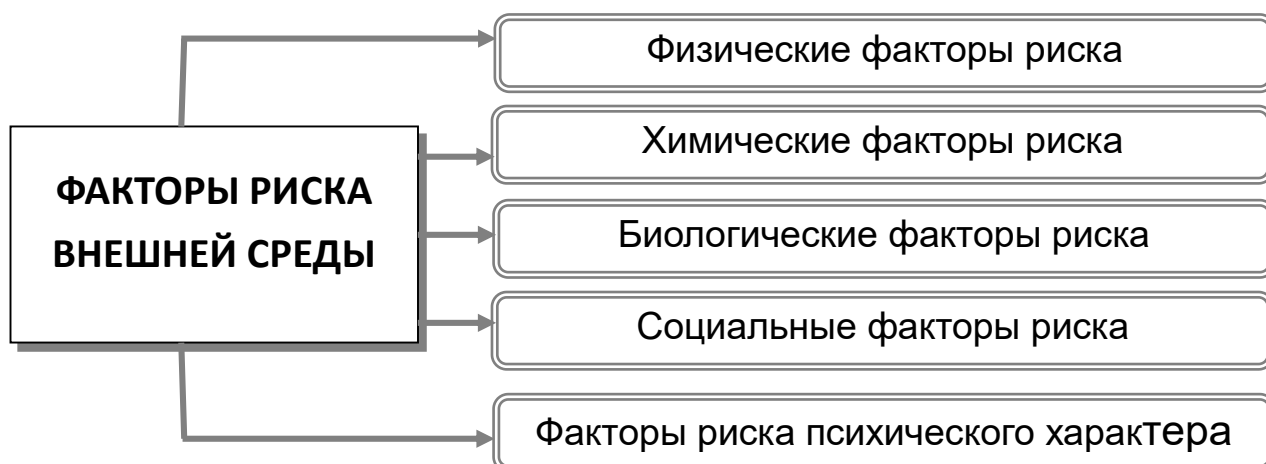 Физические факторы риска
Химические факторы риска
ФАКТОРЫ РИСКА
ВНЕШНЕЙ СРЕДЫ
Биологические факторы риска
Социальные факторы риска
Факторы риска психического характера